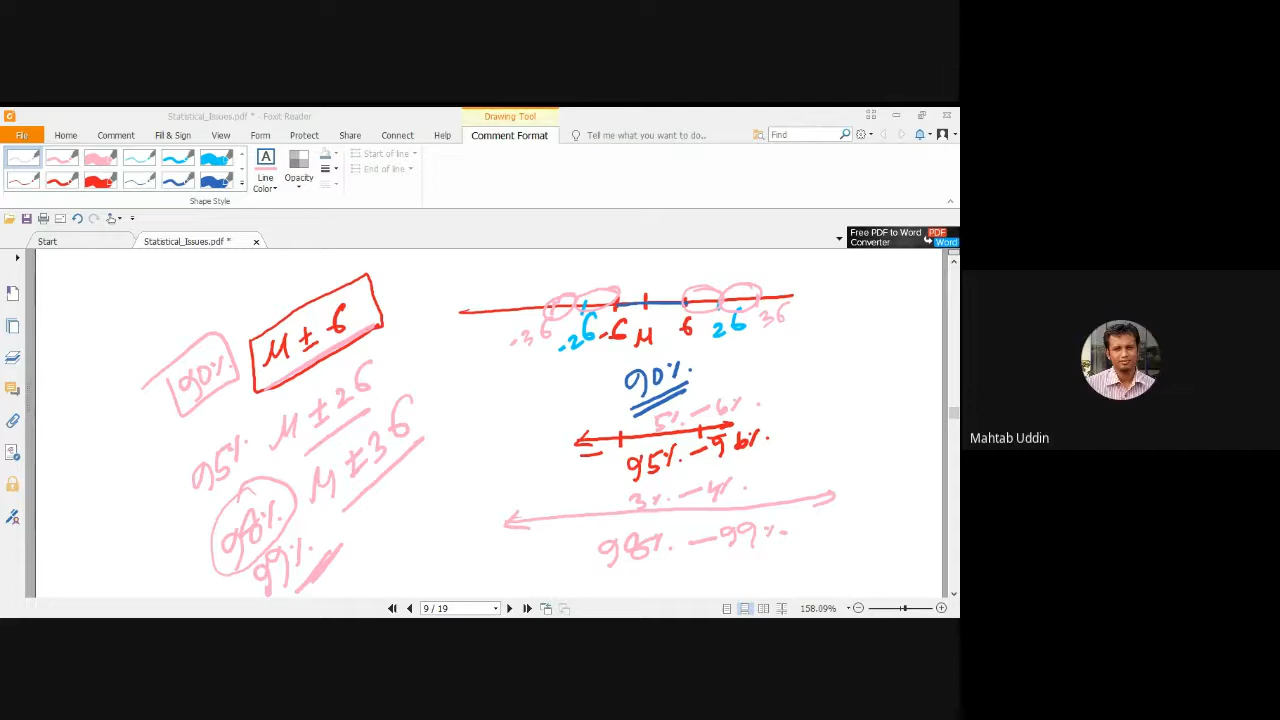 Statistical_Issues.pdf * - Foxit Reader
Drawing Tool
File Home Comment Fill & Sign View Form Protect Share Connect Help Comment Format Tell me what you want to do.. Find
Line Color Opacity
Start of line
End of line
Shape Style
Start
Statistical_Issues.pdf *
Free PDF to Word Converter
PDF Word
90%.
μ ± σ
95% μ ± 2σ
98%. μ ± 3σ
99%.
-3σ -2σ -σ μ σ 2σ 3σ
90%.
5%. - 6%.
95%. - 96%.
3%. - 4%.
98%. - 99%.
9 / 19
158.09%
Mahtab Uddin